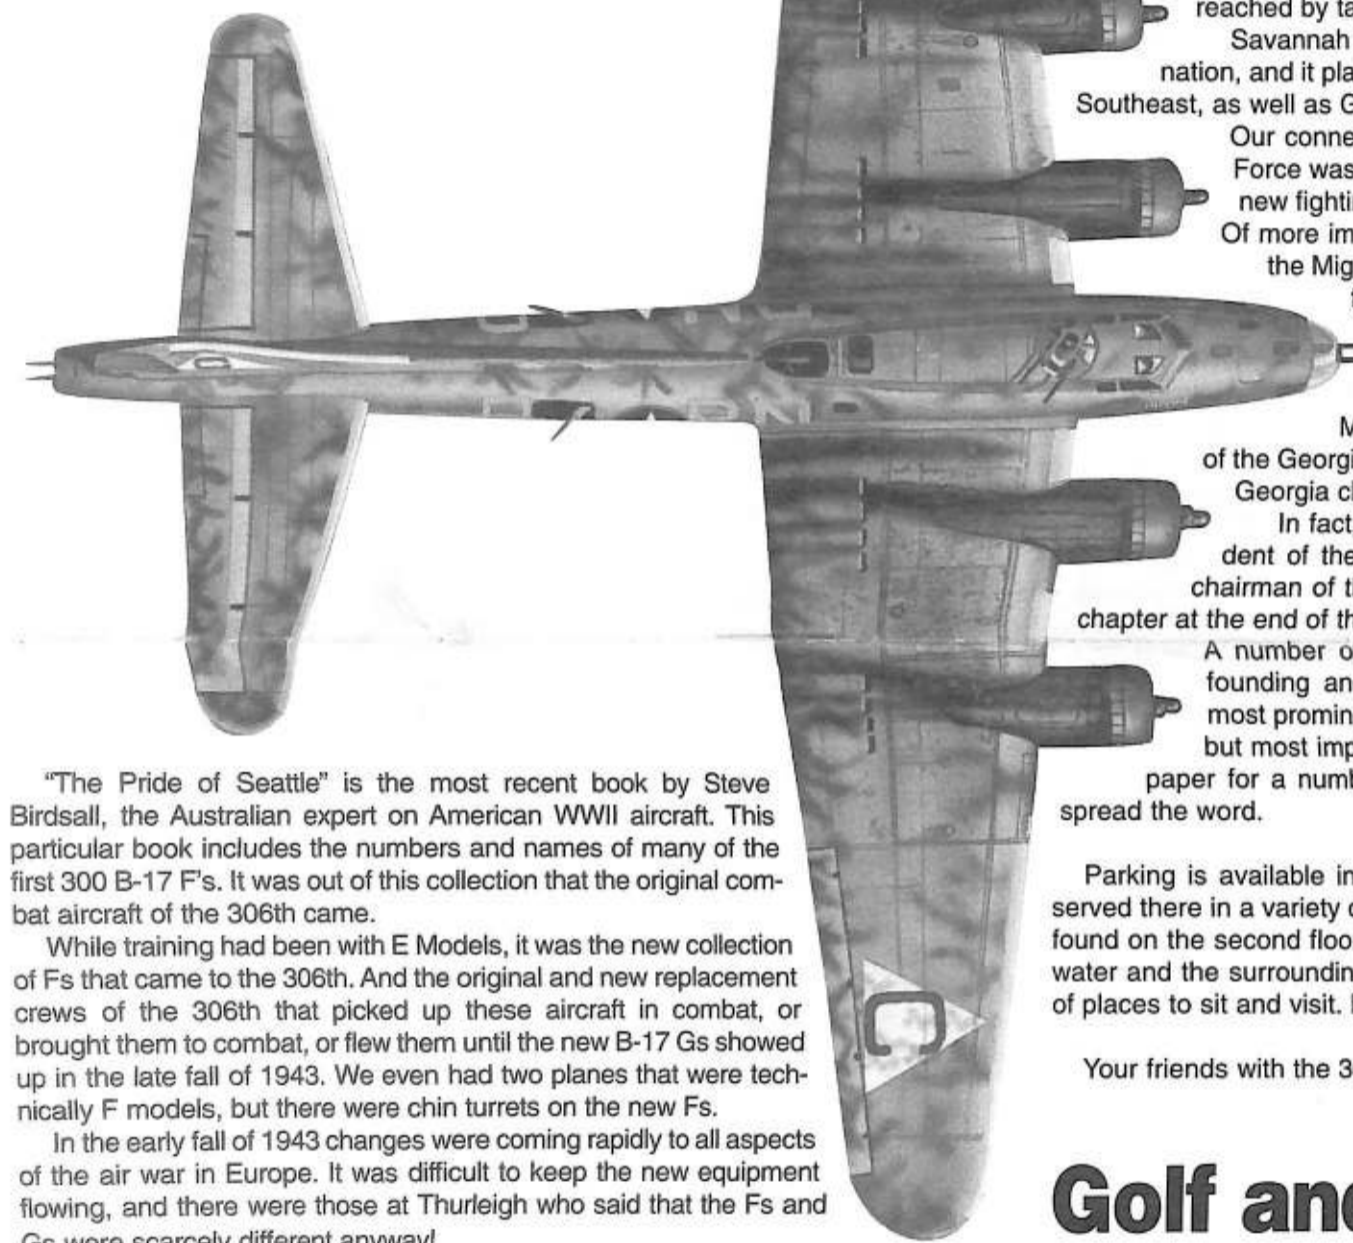 "The Pride of Seattle" is the most recent book by Steve
Birdsall, the Australian expert on American WWII aircraft. This
particular book includes the numbers and names of many of the
first 300 B-17 F's. It was out of this collection that the original com-
bat aircraft of the 306th came.
While training had been with E Models, it was the new collection
of Fs that came to the 306th. And the original and new replacement
crews of the 306th that picked up these aircraft in combat, or
brought them to combat, or flew them until the new B-17 Gs showed
up in the late fall of 1943. We even had two planes that were tech-
nically F models, but there were chin turrets on the new Fs.
In the early fall of 1943 changes were coming rapidly to all aspects
of the air war in Europe. It was difficult to keep the new equipment
flowing, and there were those at Thurleigh who said that the Fs and
Gs were scarcely different anyway!
reached by ta
Savannah
nation, and it pla
Southeast, as well as G
Our conne
Force was
new fighti
Of more im
the Mig
M
of the Georgi
Georgia c
In fact
dent of the
chairman of t
chapter at the end of th
A number o
founding an
most promin
but most imp
paper for a numb
spread the word.
Parking is available in
served there in a variety o
found on the second floo
water and the surroundin
of places to sit and visit.
Your friends with the 3
Golf and
C
C